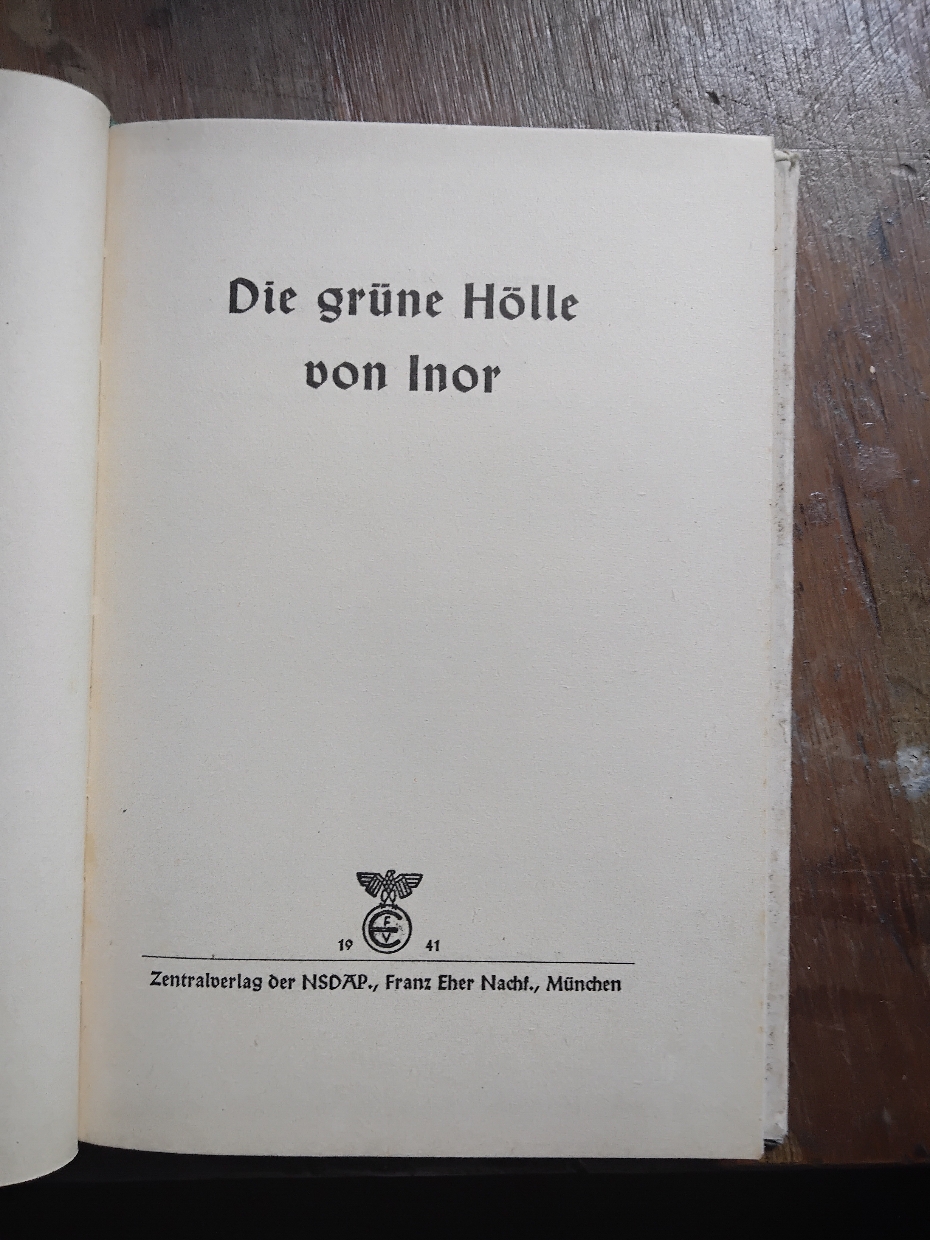 Die grüne Hölle
von Inor
F
E
V
19 41
Zentralverlag der NSDAP., Franz Eher Nachf., München